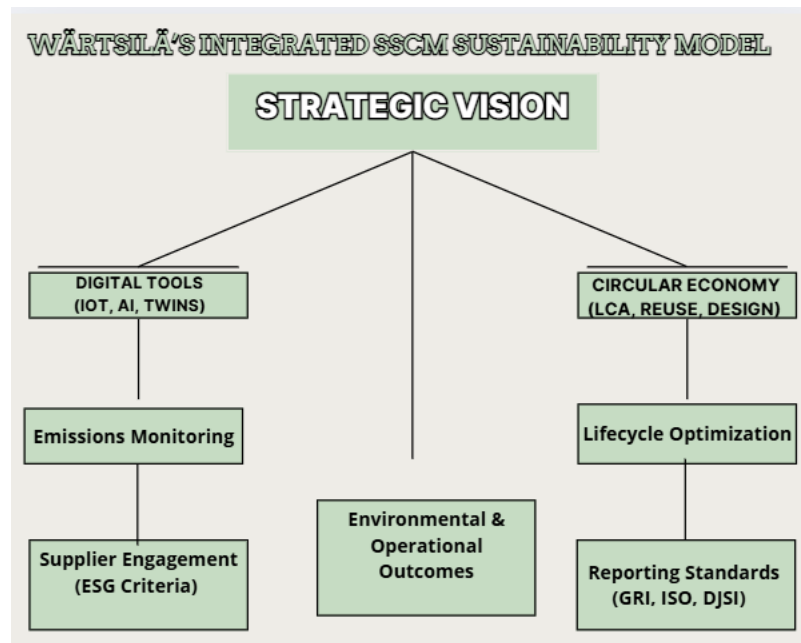 WÄRTSILÄ'S INTEGRATED SSCM SUSTAINABILITY MODEL
STRATEGIC VISION
DIGITAL TOOLS
(IOT, AI, TWINS)
CIRCULAR ECONOMY
(LCA, REUSE, DESIGN)
Emissions Monitoring
Lifecycle Optimization
Supplier Engagement
(ESG Criteria)
Environmental &
Operational
Outcomes
Reporting Standards
(GRI, ISO, DJSI)